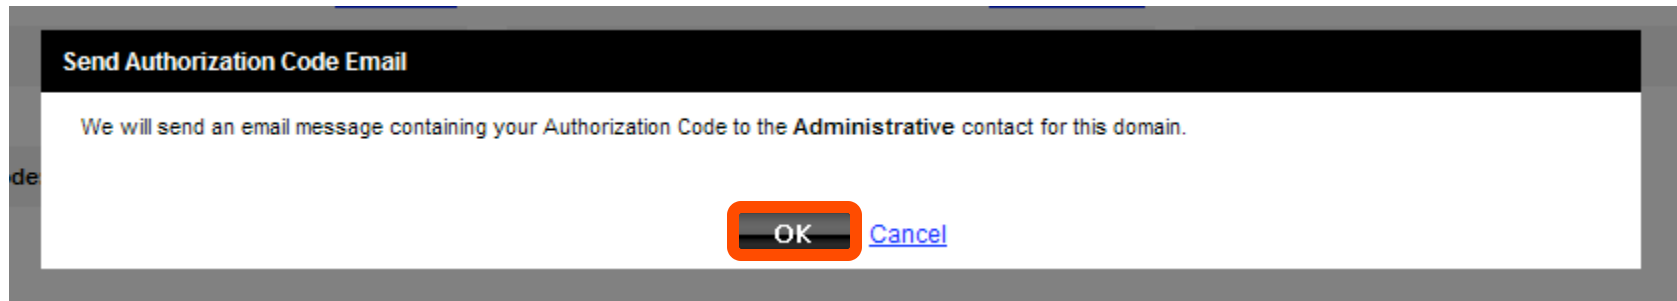 Send Authorization Code Email
We will send an email message containing your Authorization Code to the Administrative contact for this domain.
de
OK Cancel